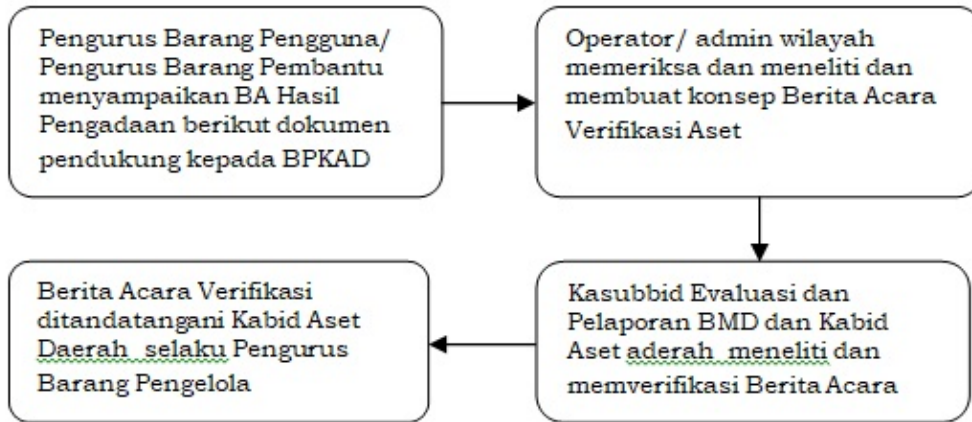 Pengurus Barang Pengguna/
Pengurus Barang Pembantu
menyampaikan BA Hasil
Pengadaan berikut dokumen
pendukung kepada BPKAD
Operator/ admin wilayah
memeriksa dan meneliti dan
membuat konsep Berita Acara
Verifikasi Aset
Kasubbid Evaluasi dan
Pelaporan BMD dan Kabid
Aset aderah meneliti dan
memverifikasi Berita Acara
Berita Acara Verifikasi
ditandatangani Kabid Aset
Daerah selaku Pengurus
Barang Pengelola